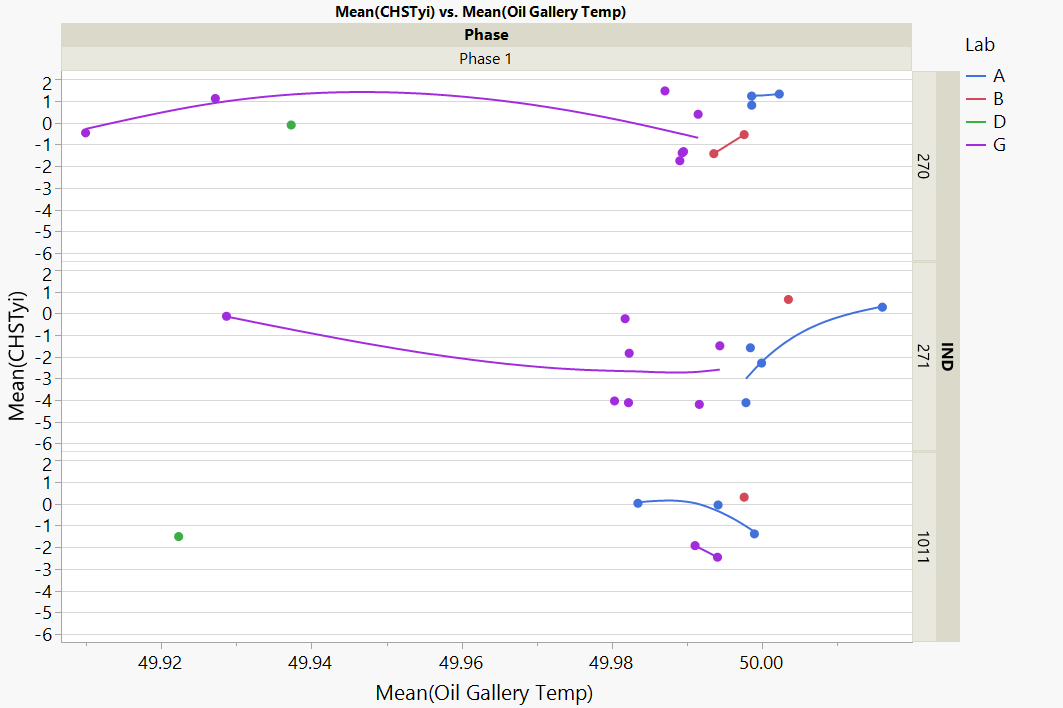 Mean(CHSTyi) vs. Mean(Oil Gallery Temp)
Phase
Phase 1
Lab
A
B
D
G
Mean(CHSTyi)
2
1
0
-1
-2
-3
-4
-5
-6
270
2
1
0
-1
-2
-3
-4
-5
-6
271
IND
2
1
0
-1
-2
-3
-4
-5
-6
1011
49.92 49.94 49.96 49.98 50.00
Mean(Oil Gallery Temp)